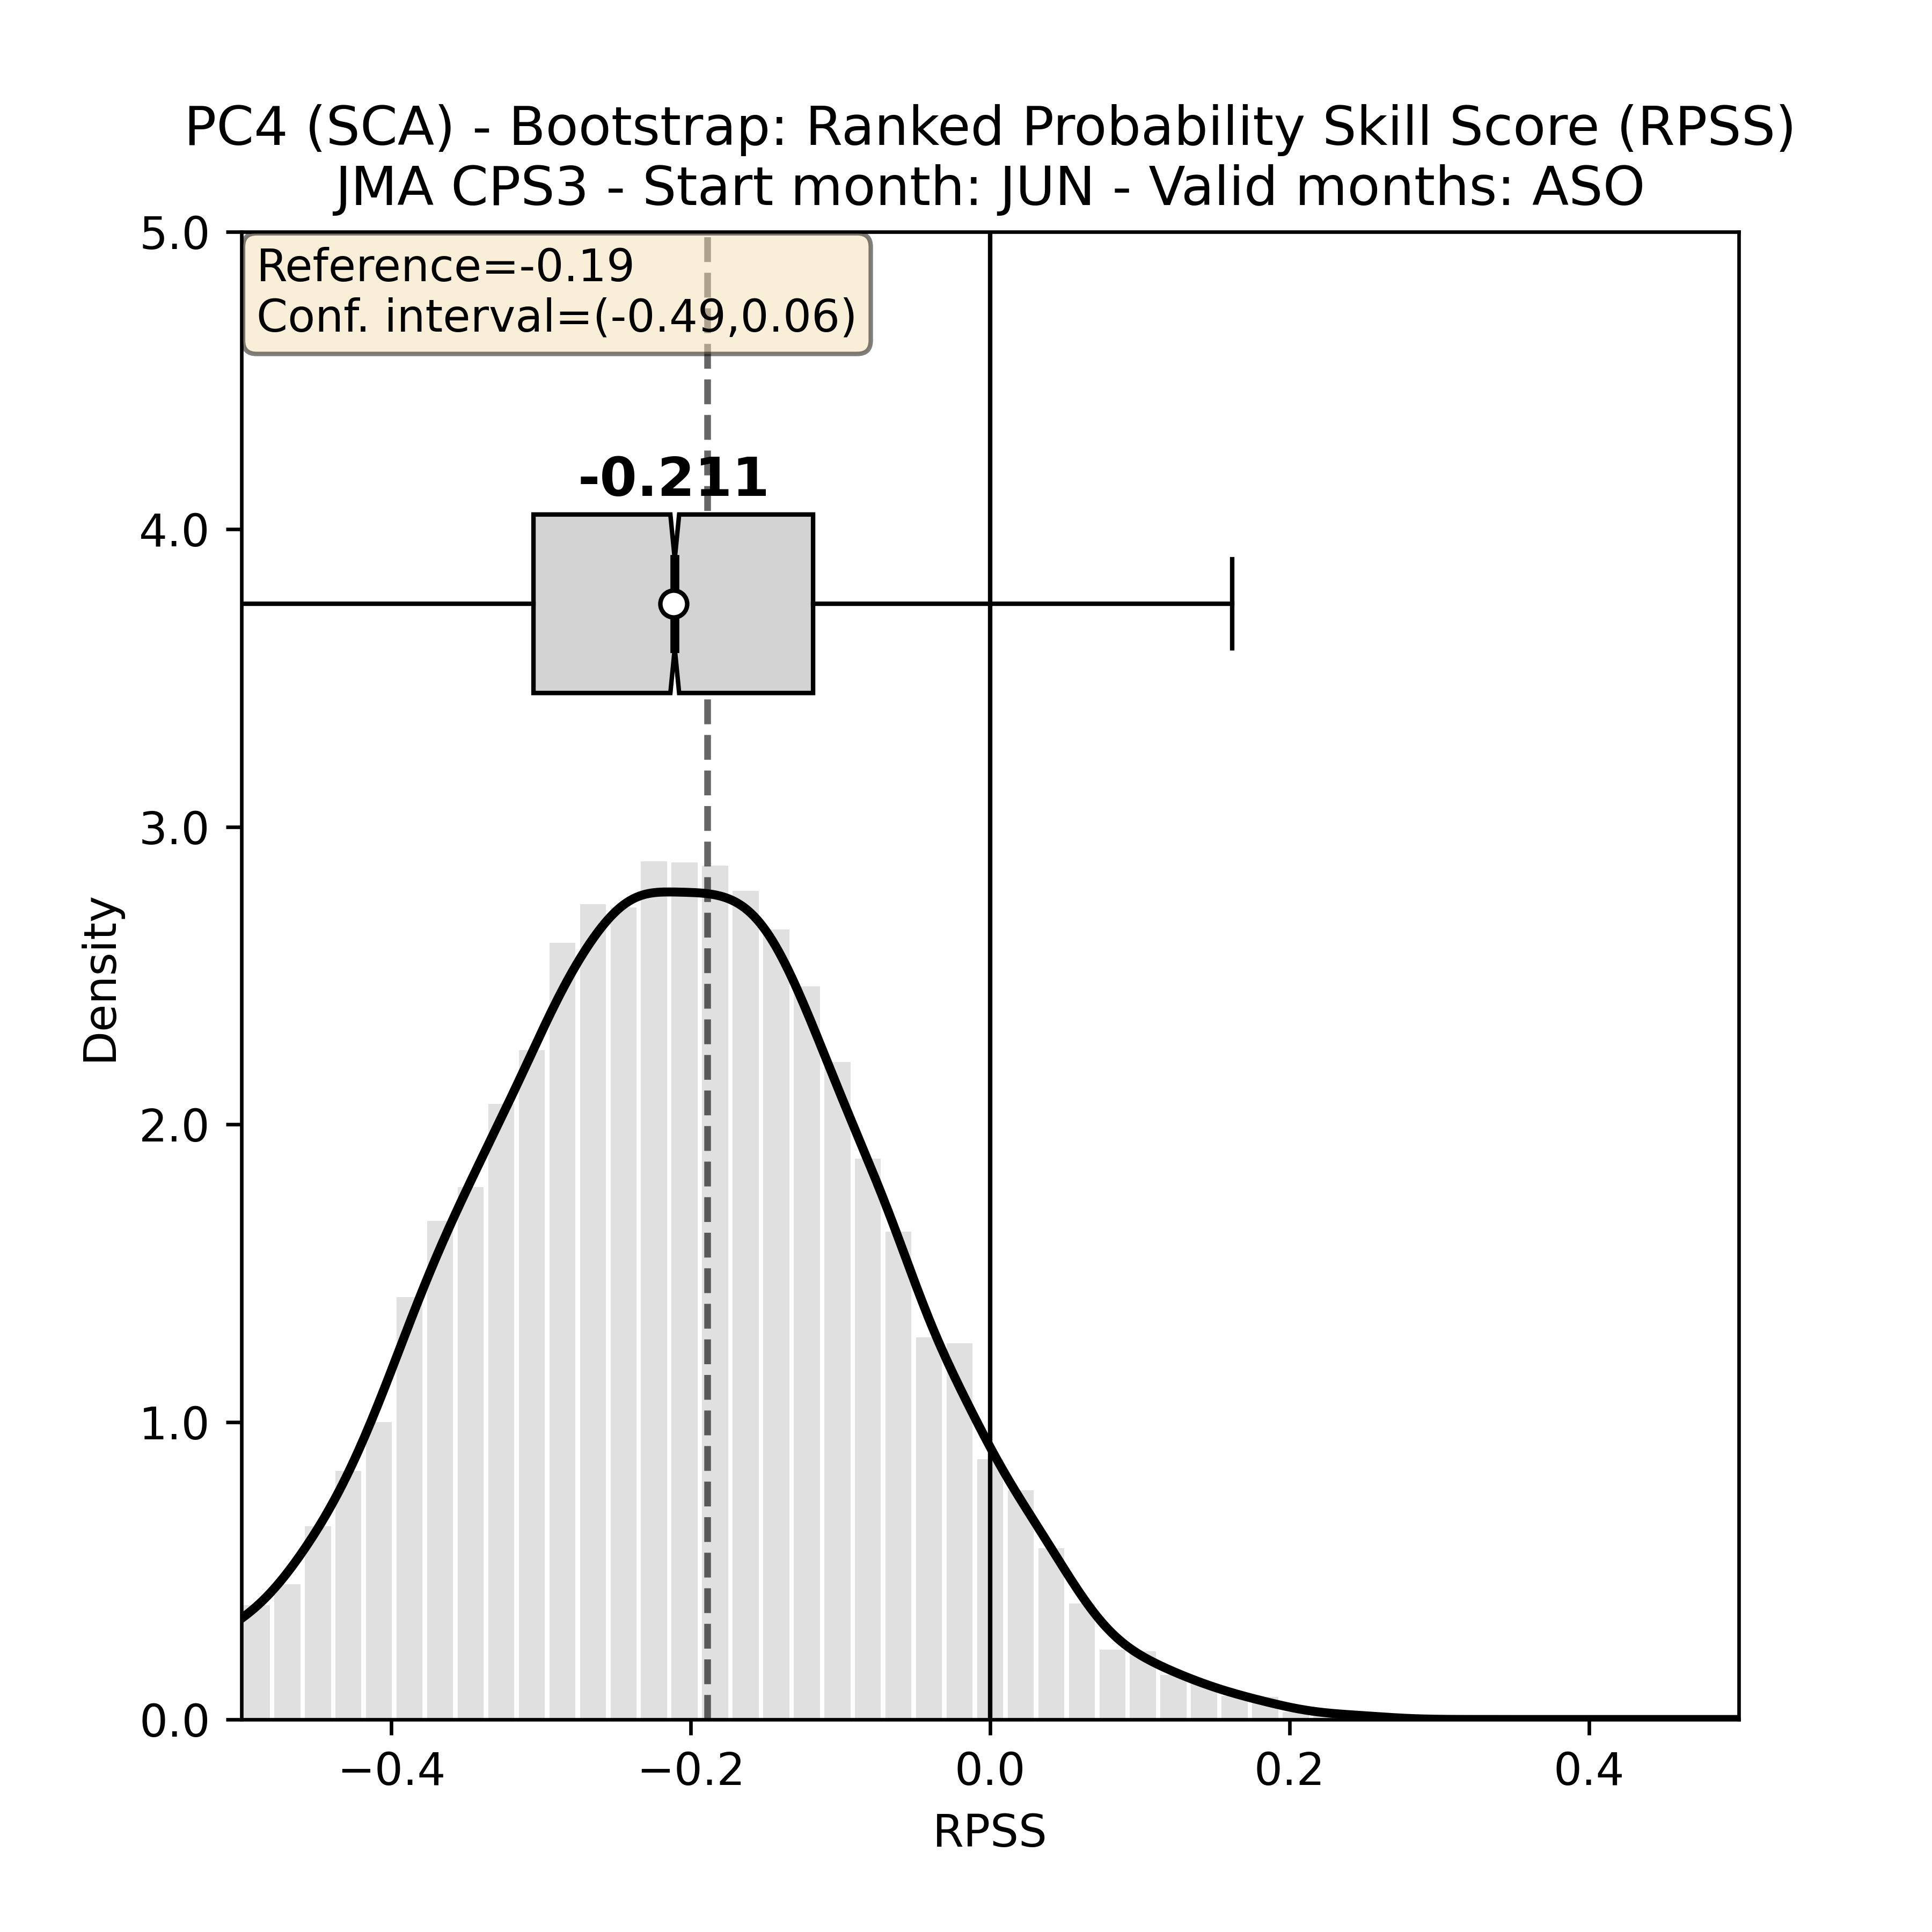 PC4 (SCA) - Bootstrap: Ranked Probability Skill Score (RPSS)
JMA CPS3 - Start month: JUN - Valid months: ASO
Reference=-0.19
Conf. interval=(-0.49,0.06)
-0.211
5.0
4.0
3.0
2.0
1.0
0.0
Density
−0.4
−0.2
0.0
0.2
0.4
RPSS